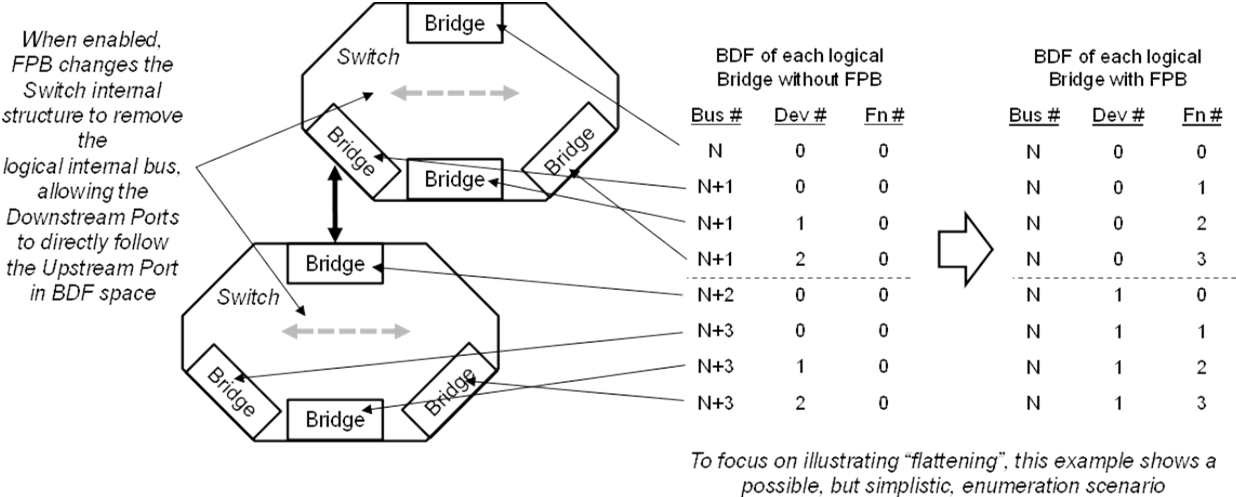 When enabled,
FPB changes the
Switch internal
structure to remove
the
logical internal bus,
allowing the
Downstream Ports
to directly follow
the Upstream Port
in BDF space
Bridge
Switch
Bridge
Bridge
Bridge
Bridge
Switch
Bridge
Bridge
Bridge
BDF of each logical
Bridge without FPB
Bus # Dev # Fn #
N 0 0
N+1 0 0
N+1 1 0
N+1 2 0
N+2 0 0
N+3 0 0
N+3 1 0
N+3 2 0
BDF of each logical
Bridge with FPB
Bus # Dev # Fn #
N 0 0
N 0 1
N 0 2
N 0 3
N 1 0
N 1 1
N 1 2
N 1 3
To focus on illustrating “flattening”, this example shows a
possible, but simplistic, enumeration scenario